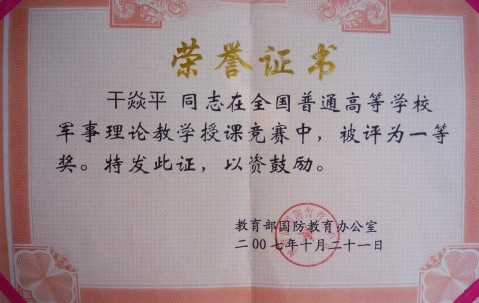 荣誉证书
干焱平 同志在全国普通高等学校
军事理论教学授课竞赛中，被评为一等
奖。特发此证，以资鼓励。
教育部国防教育办公室
二00七年十月二十一日